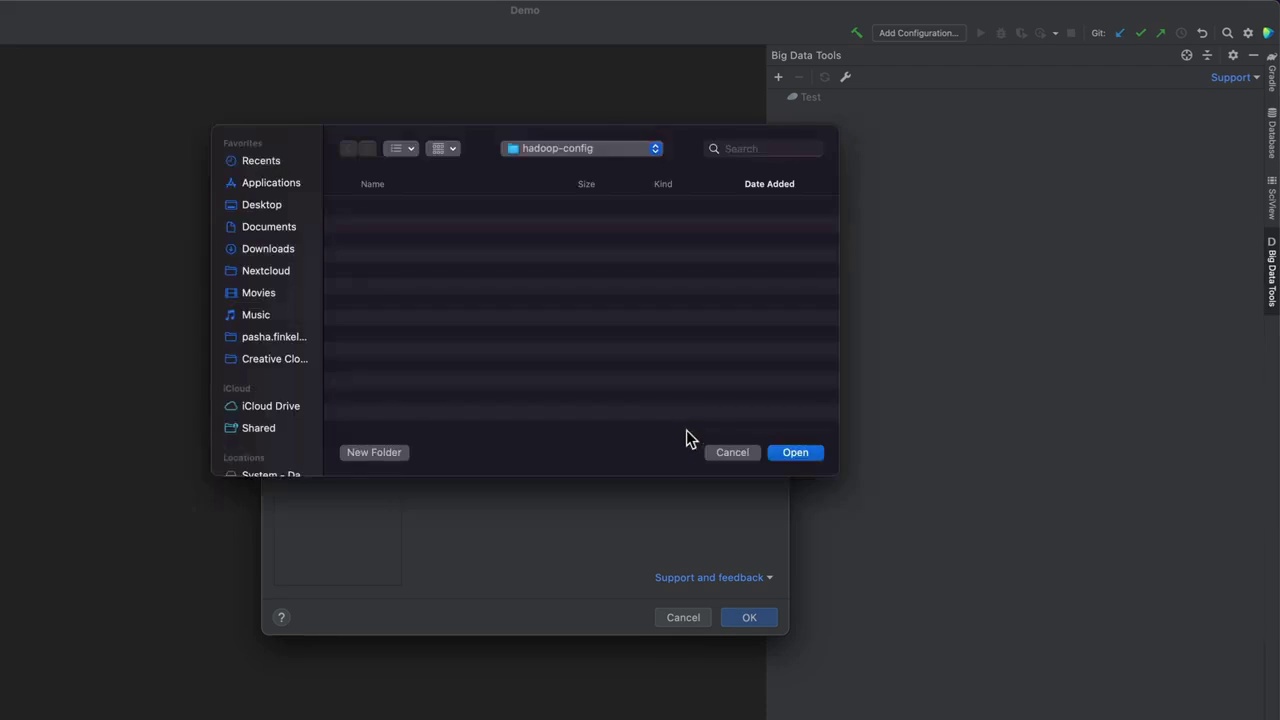 Demo
Add Configuration...
Git:
Big Data Tools
Support
Test
Favorites
Recents
Applications
Desktop
Documents
Downloads
Nextcloud
Movies
Music
pasha.finkel...
Creative Clo...
iCloud
iCloud Drive
Shared
Locations
System - Da
hadoop-config
Search
Name Size Kind Date Added
New Folder Cancel Open
Support and feedback
? Cancel OK
Gradle
Database
SciView
D Big Data Tools